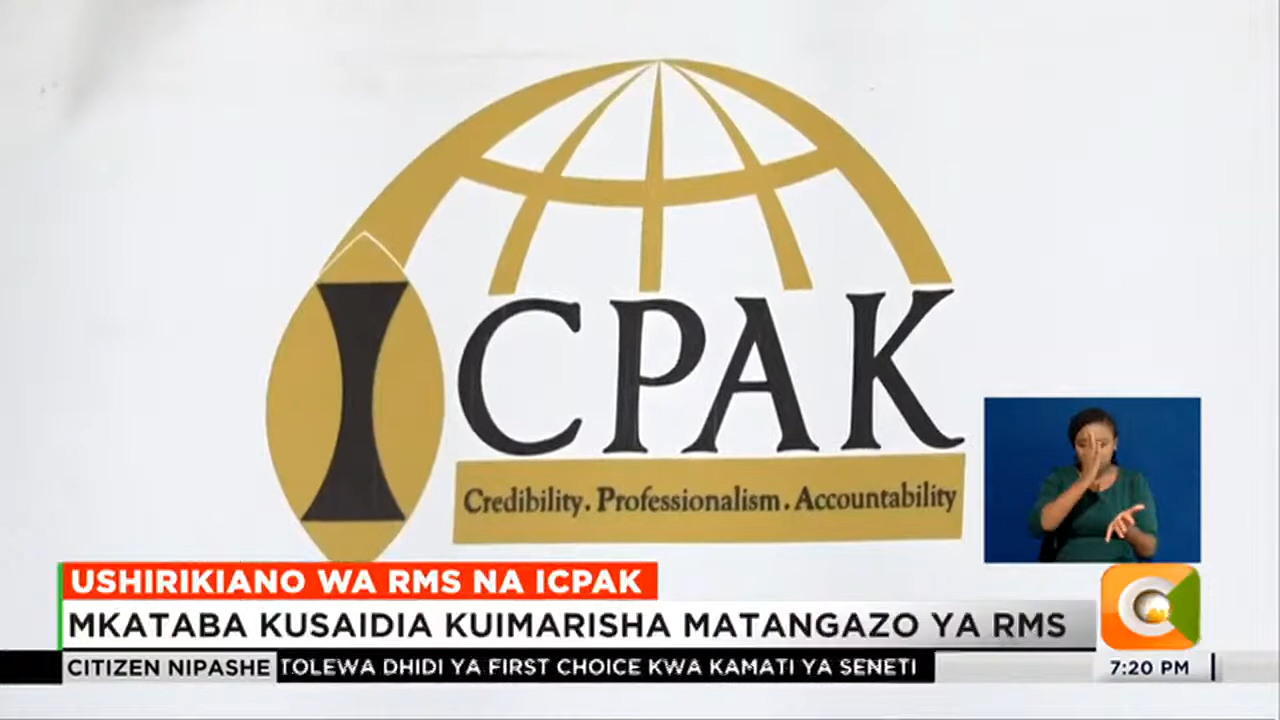 ICPAK
Credibility. Professionalism. Accountability
USHIRIKIANO WA RMS NA ICPAK
MKATABA KUSAIDIA KUIMARISHA MATANGAZO YA RMS
CITIZEN NIPASHE TOLEWA DHIDI YA FIRST CHOICE KWA KAMATI YA SENETI
7:20 PM